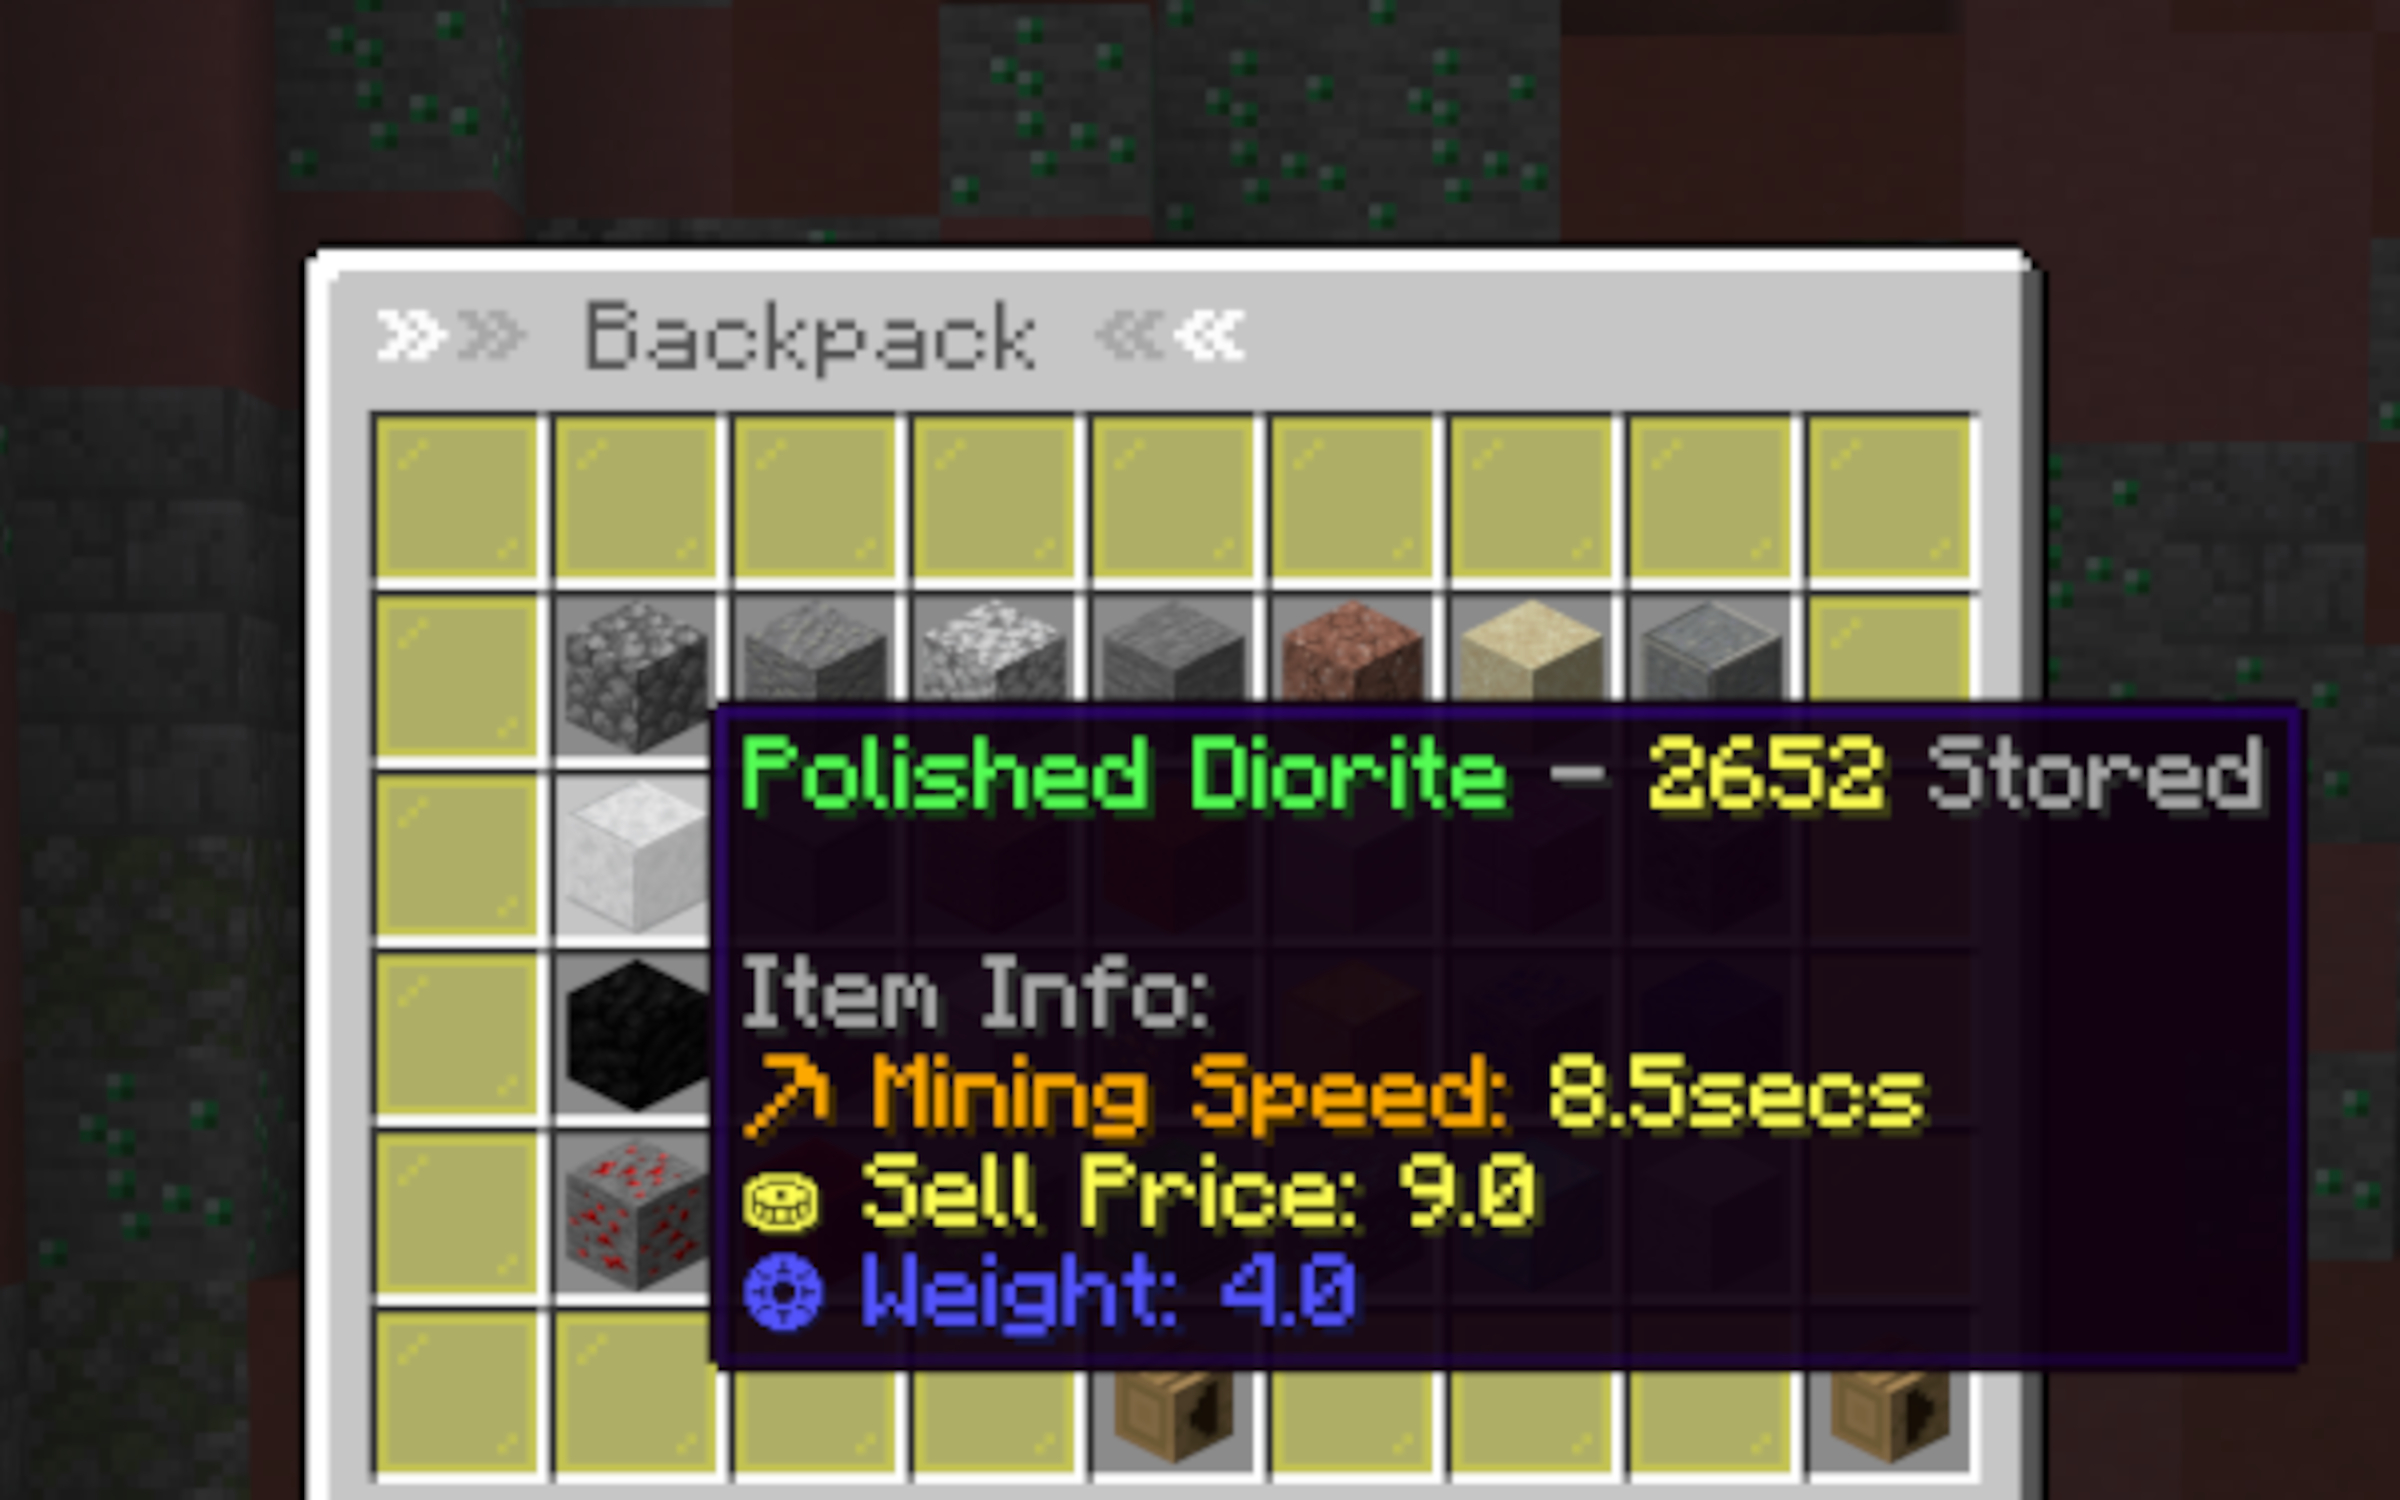 »» Backpack ««
Polished Diorite - 2652 Stored
Item Info:
Mining Speed: 8.5secs
Sell Price: 9.0
Weight: 4.0